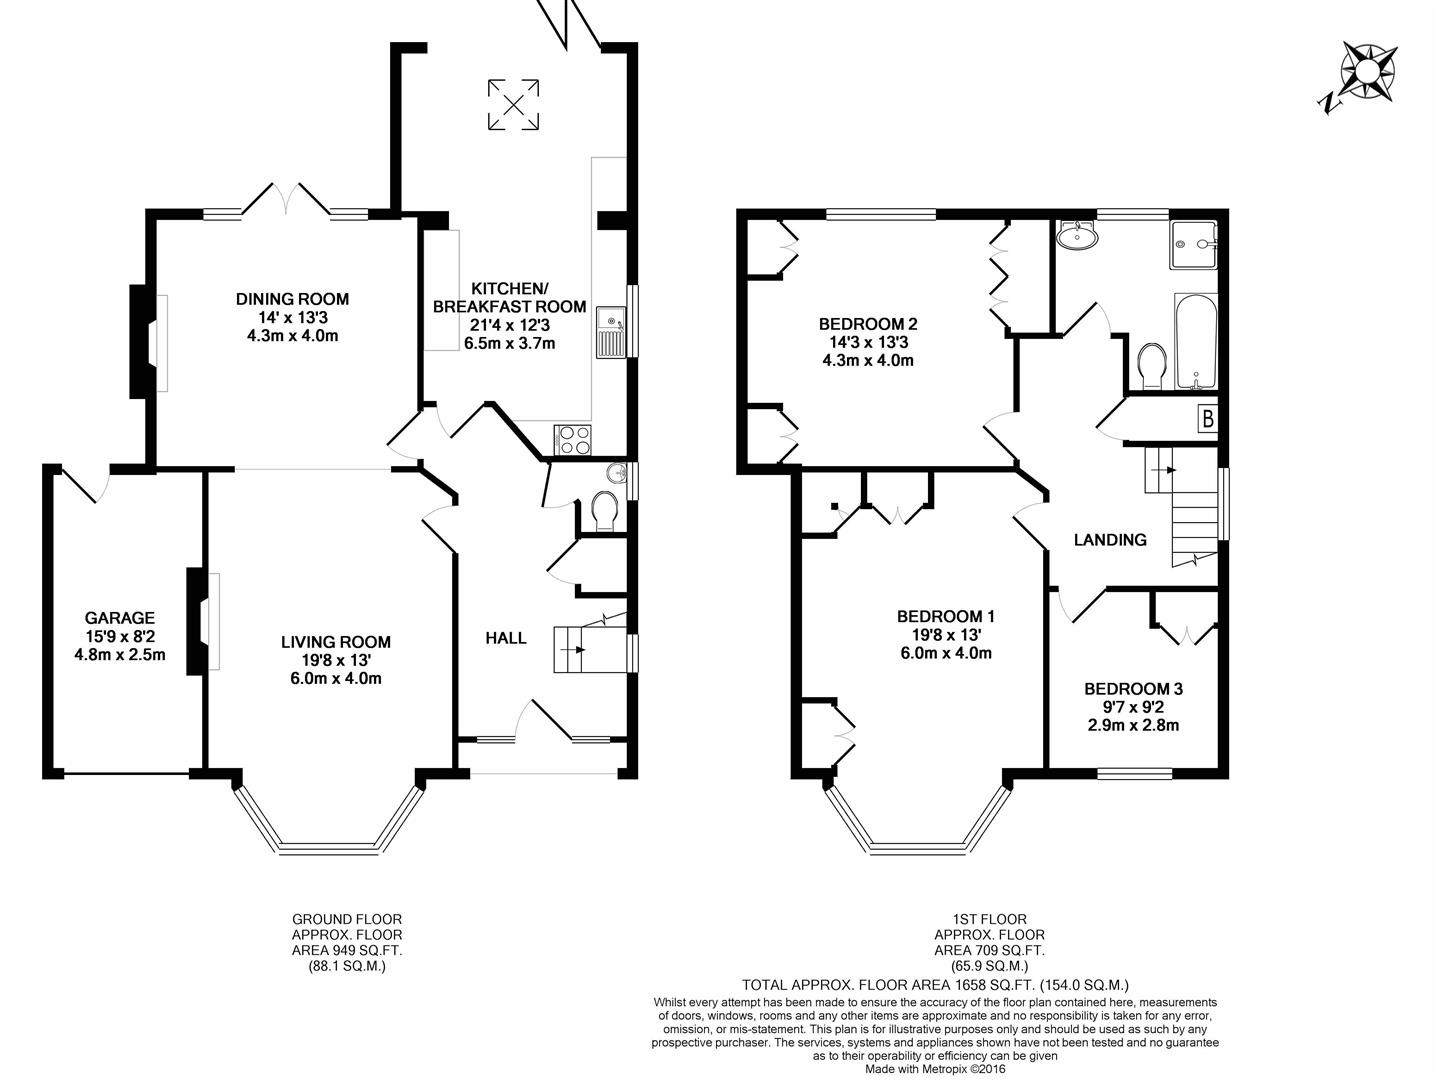 N
KITCHEN/
BREAKFAST ROOM
21'4 x 12'3
6.5m x 3.7m
DINING ROOM
14' x 13'3
4.3m x 4.0m
GARAGE
15'9 x 8'2
4.8m x 2.5m
LIVING ROOM
19'8 x 13'
6.0m x 4.0m
HALL
BEDROOM 2
14'3 x 13'3
4.3m x 4.0m
B
LANDING
BEDROOM 1
19'8 x 13'
6.0m x 4.0m
BEDROOM 3
9'7 x 9'2
2.9m x 2.8m
GROUND FLOOR
APPROX. FLOOR
AREA 949 SQ.FT.
(88.1 SQ.M.)
1ST FLOOR
APPROX. FLOOR
AREA 709 SQ.FT.
(65.9 SQ.M.)
TOTAL APPROX. FLOOR AREA 1658 SQ.FT. (154.0 SQ.M.)
Whilst every attempt has been made to ensure the accuracy of the floor plan contained here, measurements
of doors, windows, rooms and any other items are approximate and no responsibility is taken for any error,
omission, or mis-statement. This plan is for illustrative purposes only and should be used as such by any
prospective purchaser. The services, systems and appliances shown have not been tested and no guarantee
as to their operability or efficiency can be given
Made with Metropix ©2016